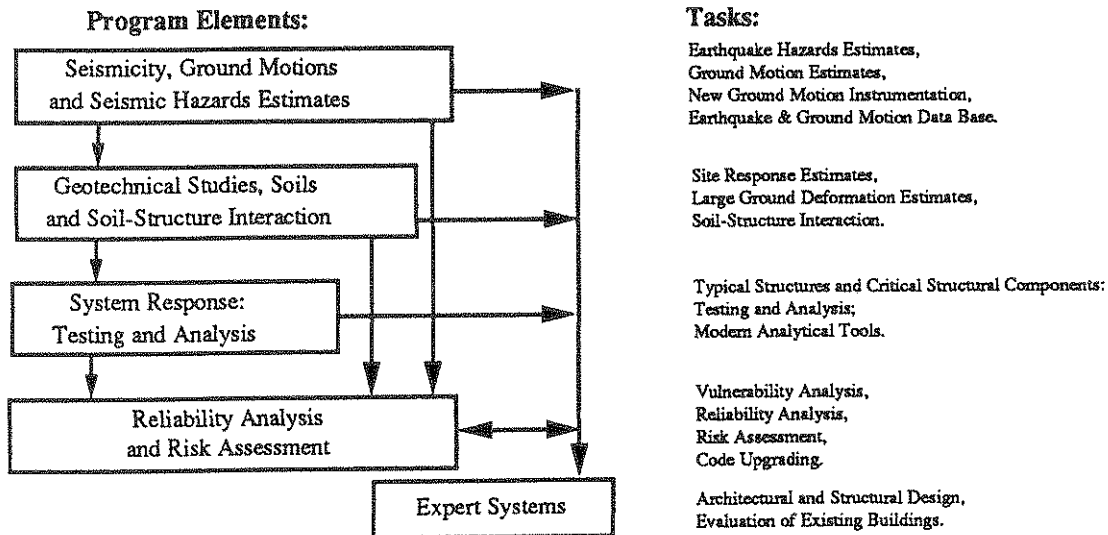 Program Elements:
Seismicity, Ground Motions
and Seismic Hazards Estimates
Geotechnical Studies, Soils
and Soil-Structure Interaction
System Response:
Testing and Analysis
Reliability Analysis
and Risk Assessment
Expert Systems
Tasks:
Earthquake Hazards Estimates,
Ground Motion Estimates,
New Ground Motion Instrumentation,
Earthquake & Ground Motion Data Base.
Site Response Estimates,
Large Ground Deformation Estimates,
Soil-Structure Interaction.
Typical Structures and Critical Structural Components:
Testing and Analysis;
Modern Analytical Tools.
Vulnerability Analysis,
Reliability Analysis,
Risk Assessment,
Code Upgrading.
Architectural and Structural Design,
Evaluation of Existing Buildings.